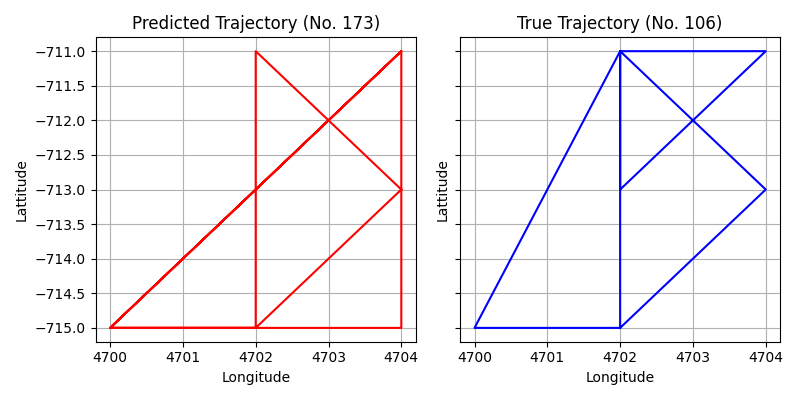 Predicted Trajectory (No. 173)
True Trajectory (No. 106)
−711.0
−711.5
−712.0
−712.5
−713.0
−713.5
−714.0
−714.5
−715.0
Lattitude
Lattitude
4700 4701 4702 4703 4704
4700 4701 4702 4703 4704
Longitude
Longitude